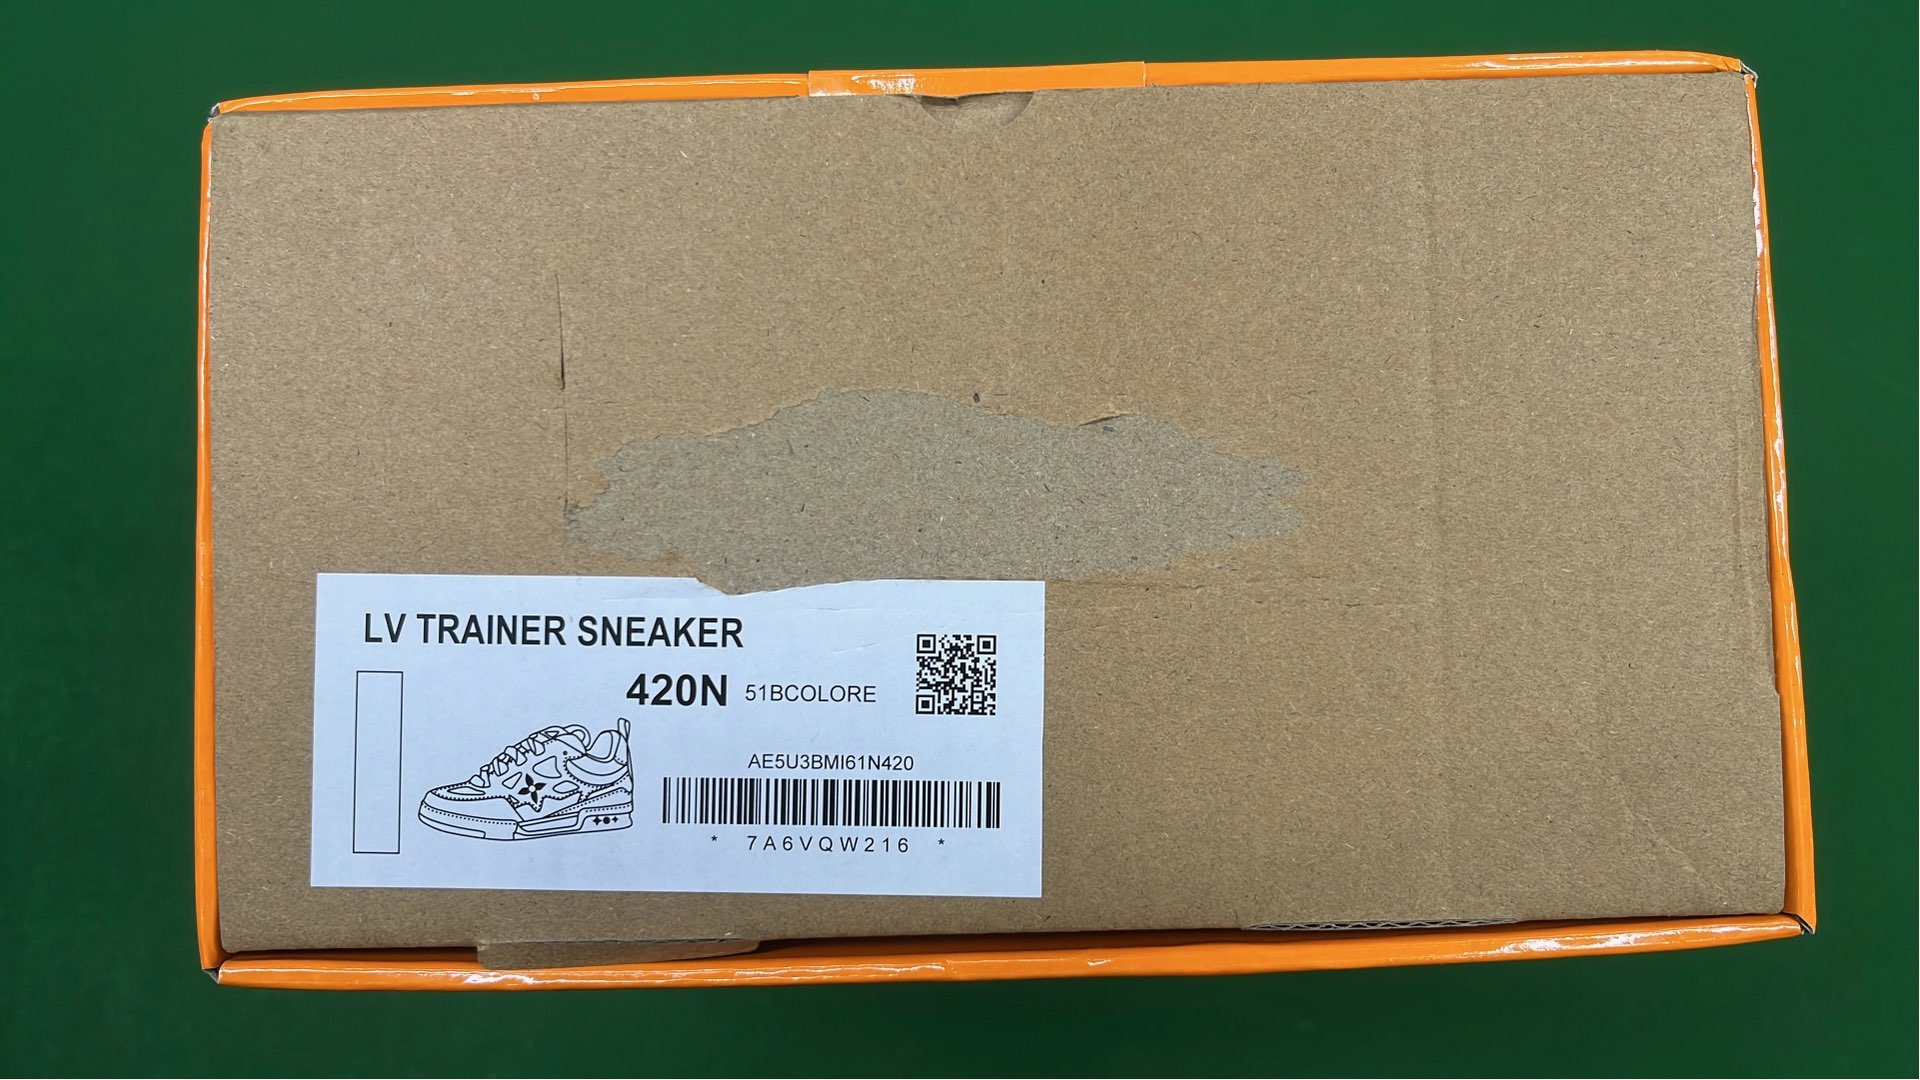 LV TRAINER SNEAKER
420N 51BCOLORE
AE5U3BMI61N420
* 7A6VQW216 *